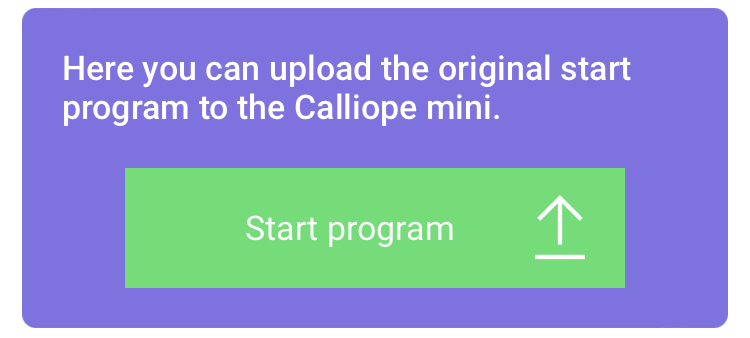 Here you can upload the original start
program to the Calliope mini.
Start program